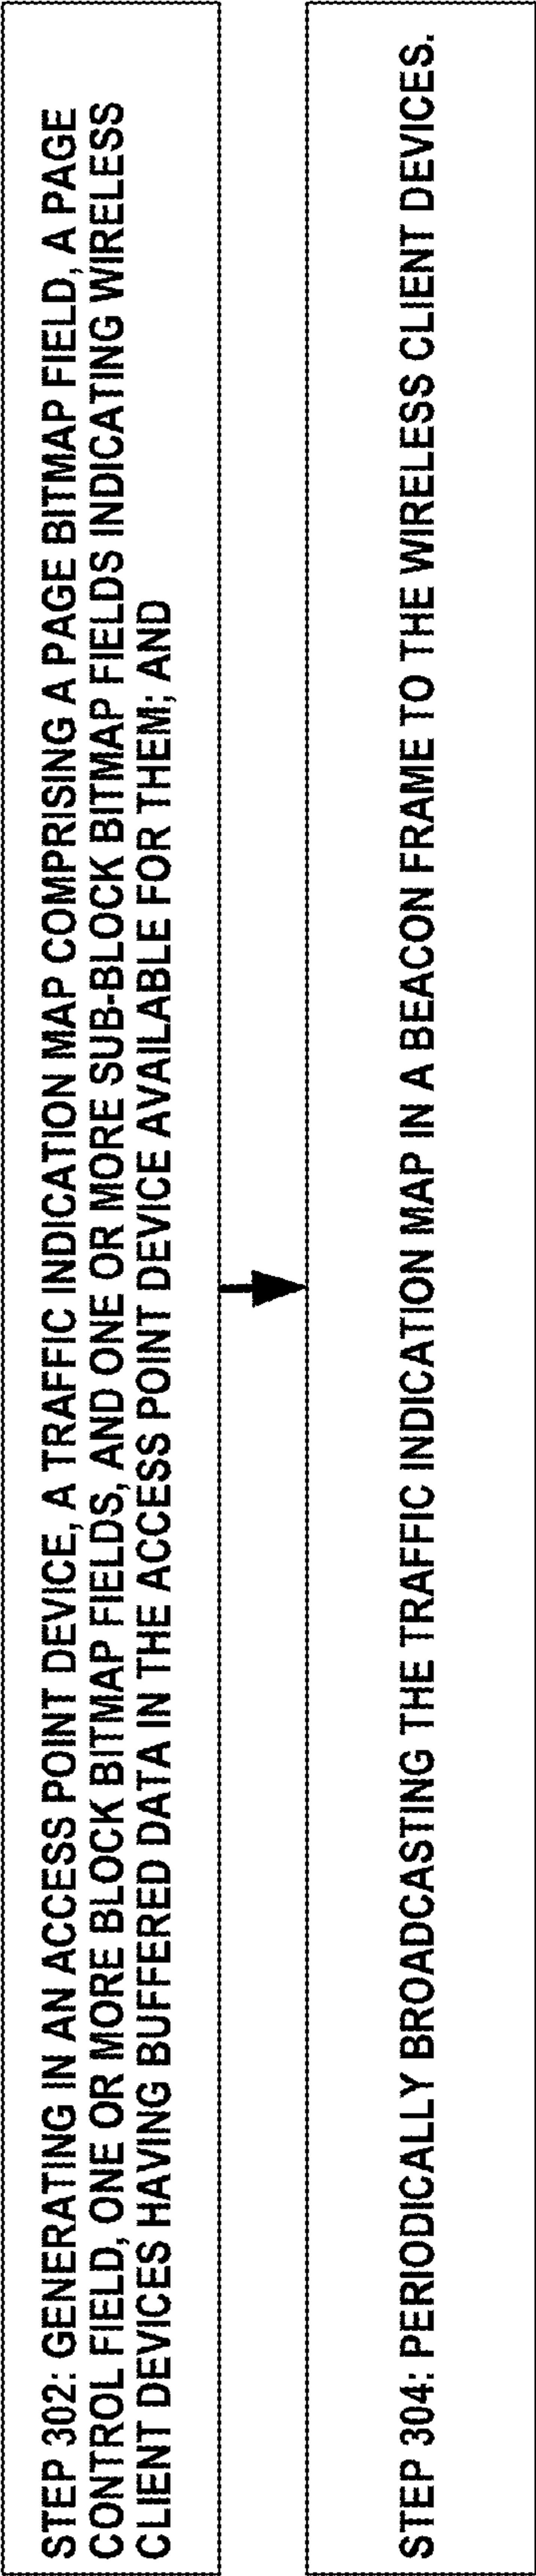 STEP 302: GENERATING IN AN ACCESS POINT DEVICE, A TRAFFIC INDICATION MAP COMPRISING A PAGE BITMAP FIELD, A PAGE
CONTROL FIELD, ONE OR MORE BLOCK BITMAP FIELDS, AND ONE OR MORE SUB-BLOCK BITMAP FIELDS INDICATING WIRELESS
CLIENT DEVICES HAVING BUFFERED DATA IN THE ACCESS POINT DEVICE AVAILABLE FOR THEM; AND
STEP 304: PERIODICALLY BROADCASTING THE TRAFFIC INDICATION MAP IN A BEACON FRAME TO THE WIRELESS CLIENT DEVICES.